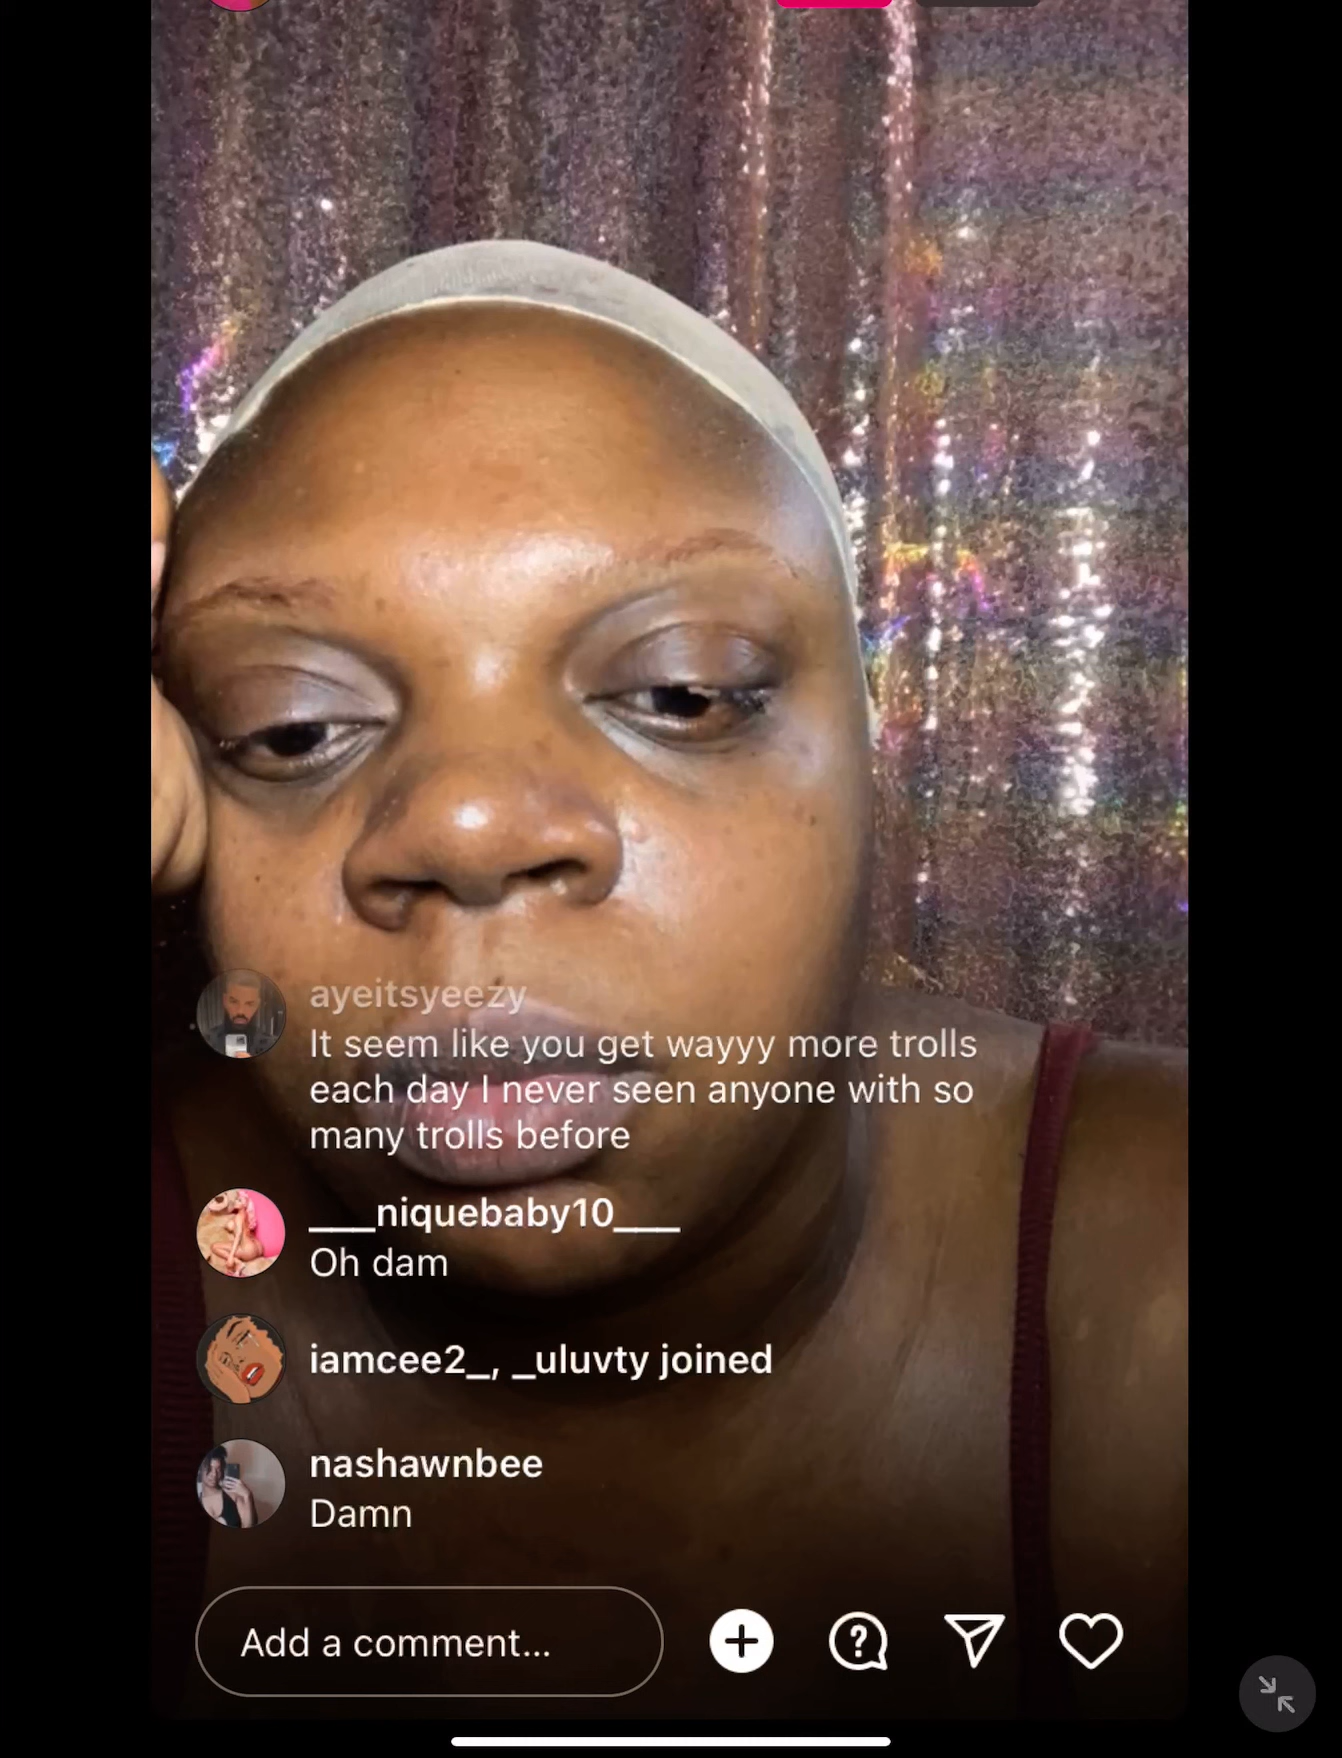 ayeitsyeezy
It seem like you get wayyy more trolls
each day I never seen anyone with so
many trolls before
___niquebaby10___
Oh dam
iamcee2_, _uluvty joined
nashawnbee
Damn
Add a comment...